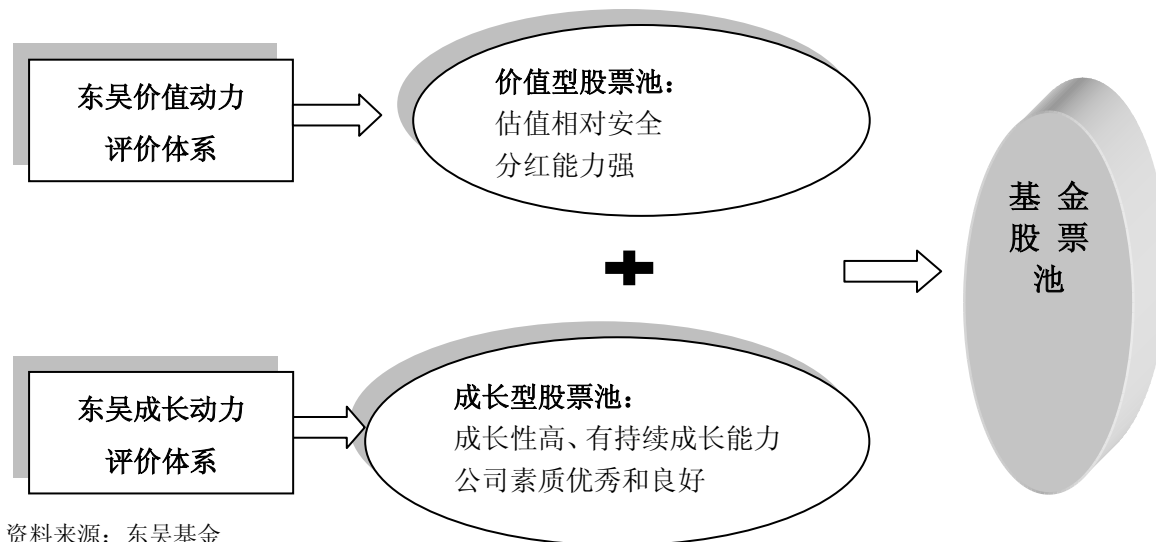 东吴价值动力
评价体系
价值型股票池：
估值相对安全
分红能力强
基 金
股 票
池
东吴成长动力
评价体系
成长型股票池：
成长性高、有持续成长能力
公司素质优秀和良好
资料来源：东吴基金